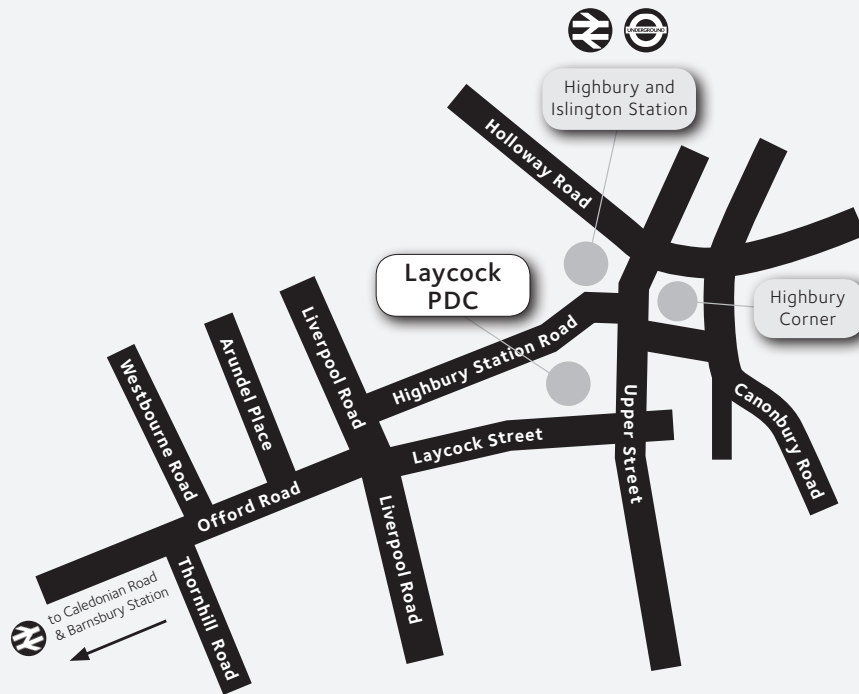 UNDERGROUND
Highbury and
Islington Station
Holloway Road
Laycock
PDC
Highbury
Corner
Liverpool Road
Arundel Place
Westbourne Road
Highbury Station Road
Laycock Street
Upper Street
Canonbury Road
Offord Road
Liverpool Road
Thornhill Road
to Caledonian Road
& Barnsbury Station